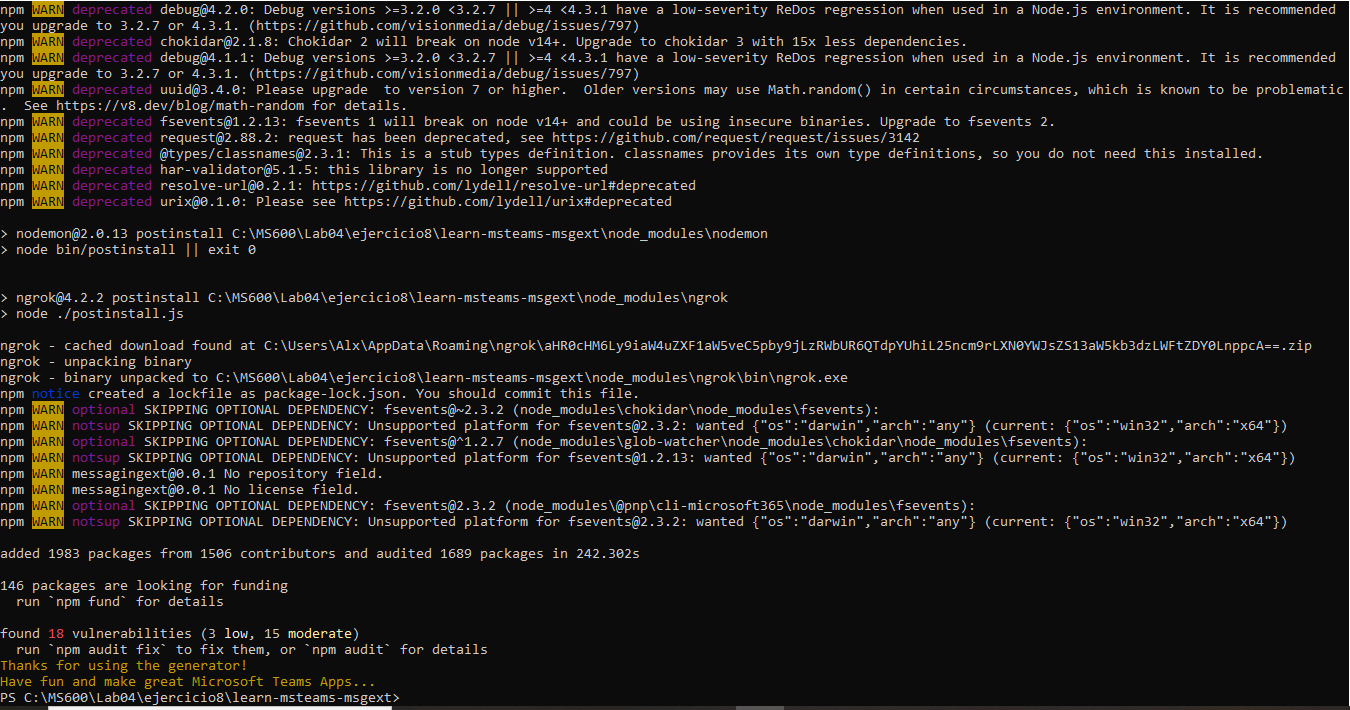 npm WARN deprecated debug@4.2.0: Debug versions >=3.2.0 <3.2.7 || >=4 <4.3.1 have a low-severity ReDos regression when used in a Node.js environment. It is recommended
you upgrade to 3.2.7 or 4.3.1. (https://github.com/visionmedia/debug/issues/797)
npm WARN deprecated chokidar@2.1.8: Chokidar 2 will break on node v14+. Upgrade to chokidar 3 with 15x less dependencies.
npm WARN deprecated debug@4.1.1: Debug versions >=3.2.0 <3.2.7 || >=4 <4.3.1 have a low-severity ReDos regression when used in a Node.js environment. It is recommended
you upgrade to 3.2.7 or 4.3.1. (https://github.com/visionmedia/debug/issues/797)
npm WARN deprecated uuid@3.4.0: Please upgrade  to version 7 or higher.  Older versions may use Math.random() in certain circumstances, which is known to be problematic
.  See https://v8.dev/blog/math-random for details.
npm WARN deprecated fsevents@1.2.13: fsevents 1 will break on node v14+ and could be using insecure binaries. Upgrade to fsevents 2.
npm WARN deprecated request@2.88.2: request has been deprecated, see https://github.com/request/request/issues/3142
npm WARN deprecated @types/classnames@2.3.1: This is a stub types definition. classnames provides its own type definitions, so you do not need this installed.
npm WARN deprecated har-validator@5.1.5: this library is no longer supported
npm WARN deprecated resolve-url@0.2.1: https://github.com/lydell/resolve-url#deprecated
npm WARN deprecated urix@0.1.0: Please see https://github.com/lydell/urix#deprecated
> nodemon@2.0.13 postinstall C:\MS600\Lab04\ejercicio8\learn-msteams-msgext\node_modules\nodemon
> node bin/postinstall || exit 0
> ngrok@4.2.2 postinstall C:\MS600\Lab04\ejercicio8\learn-msteams-msgext\node_modules\ngrok
> node ./postinstall.js
ngrok - cached download found at C:\Users\Alx\AppData\Roaming\ngrok\aHR0cHM6Ly9iaW4uZXF1aW5veC5pby9jLzRWbUR6QTdpYUhiL25ncm9rLXN0YWJsZS13aW5kb3dzLWFtZDY0LnppcA==.zip
ngrok - unpacking binary
ngrok - binary unpacked to C:\MS600\Lab04\ejercicio8\learn-msteams-msgext\node_modules\ngrok\bin\ngrok.exe
npm notice created a lockfile as package-lock.json. You should commit this file.
npm WARN optional SKIPPING OPTIONAL DEPENDENCY: fsevents@~2.3.2 (node_modules\chokidar\node_modules\fsevents):
npm WARN notsup SKIPPING OPTIONAL DEPENDENCY: Unsupported platform for fsevents@2.3.2: wanted {"os":"darwin","arch":"any"} (current: {"os":"win32","arch":"x64"})
npm WARN optional SKIPPING OPTIONAL DEPENDENCY: fsevents@^1.2.7 (node_modules\glob-watcher\node_modules\chokidar\node_modules\fsevents):
npm WARN notsup SKIPPING OPTIONAL DEPENDENCY: Unsupported platform for fsevents@1.2.13: wanted {"os":"darwin","arch":"any"} (current: {"os":"win32","arch":"x64"})
npm WARN messagingext@0.0.1 No repository field.
npm WARN messagingext@0.0.1 No license field.
npm WARN optional SKIPPING OPTIONAL DEPENDENCY: fsevents@2.3.2 (node_modules\@pnp\cli-microsoft365\node_modules\fsevents):
npm WARN notsup SKIPPING OPTIONAL DEPENDENCY: Unsupported platform for fsevents@2.3.2: wanted {"os":"darwin","arch":"any"} (current: {"os":"win32","arch":"x64"})
added 1983 packages from 1506 contributors and audited 1689 packages in 242.302s
146 packages are looking for funding
  run `npm fund` for details
found 18 vulnerabilities (3 low, 15 moderate)
  run `npm audit fix` to fix them, or `npm audit` for details
Thanks for using the generator!
Have fun and make great Microsoft Teams Apps...
PS C:\MS600\Lab04\ejercicio8\learn-msteams-msgext>